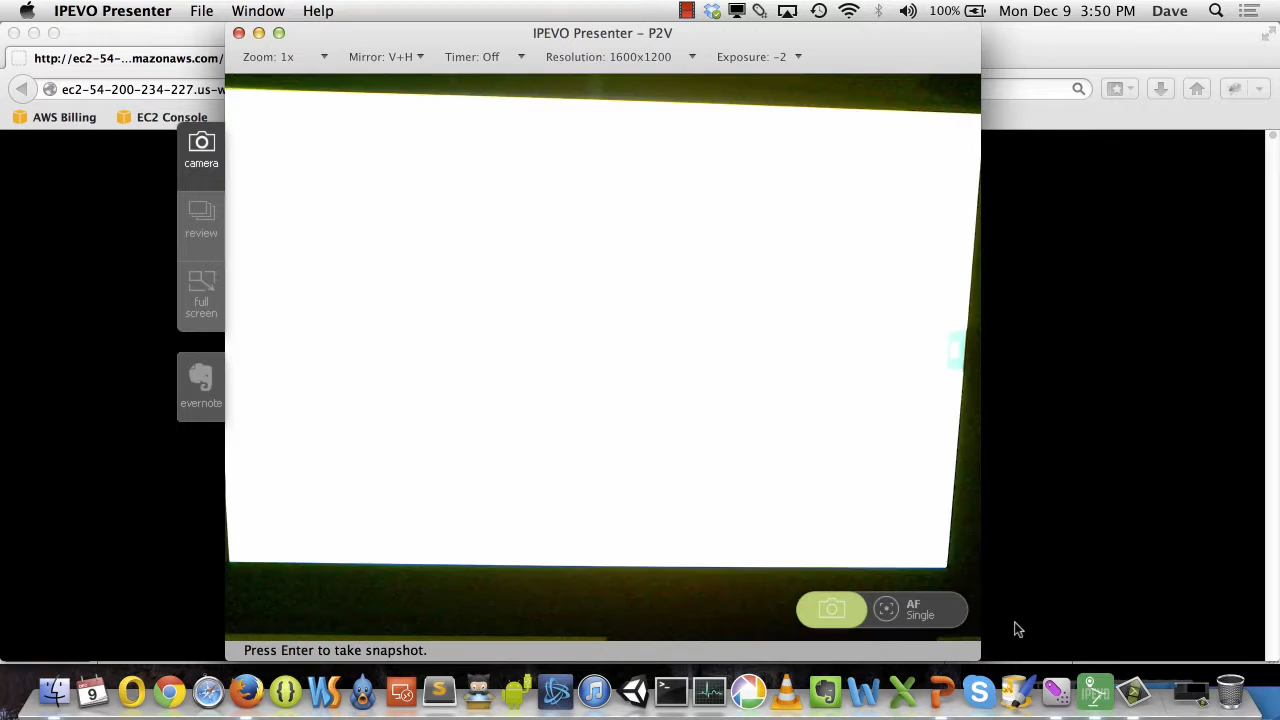 IPEVO Presenter File Window Help 100% Mon Dec 9 3:50 PM Dave
IPEVO Presenter – P2V
http://ec2-54-...mazonaws.com/
Zoom: 1x Mirror: V+H Timer: Off Resolution: 1600x1200 Exposure: -2
ec2-54-200-234-227.us-w
AWS Billing EC2 Console
camera
review
full
screen
evernote
AF
Single
Press Enter to take snapshot.